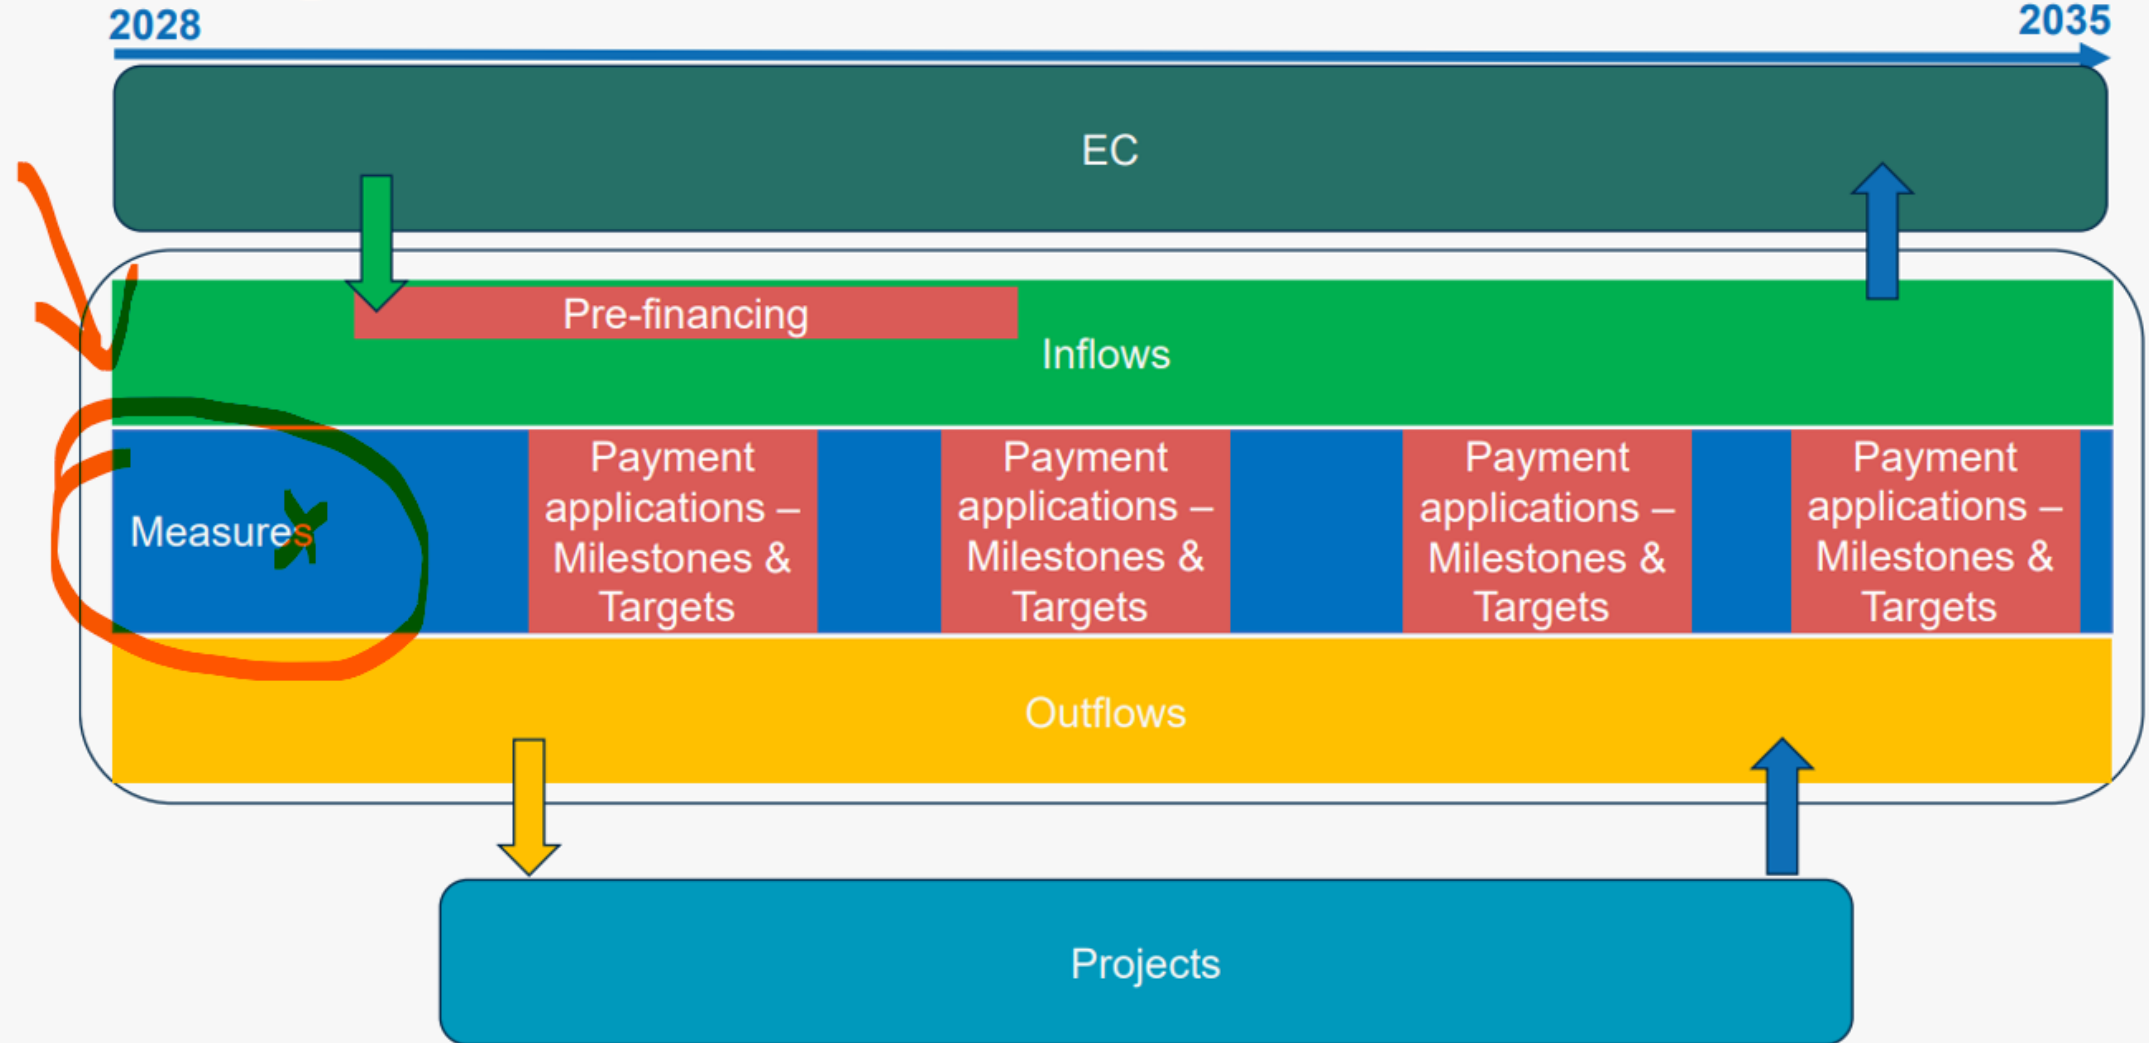 2028
2035
EC
Pre-financing
Inflows
Measures
Payment
applications –
Milestones &
Targets
Payment
applications –
Milestones &
Targets
Payment
applications –
Milestones &
Targets
Payment
applications –
Milestones &
Targets
Outflows
Projects